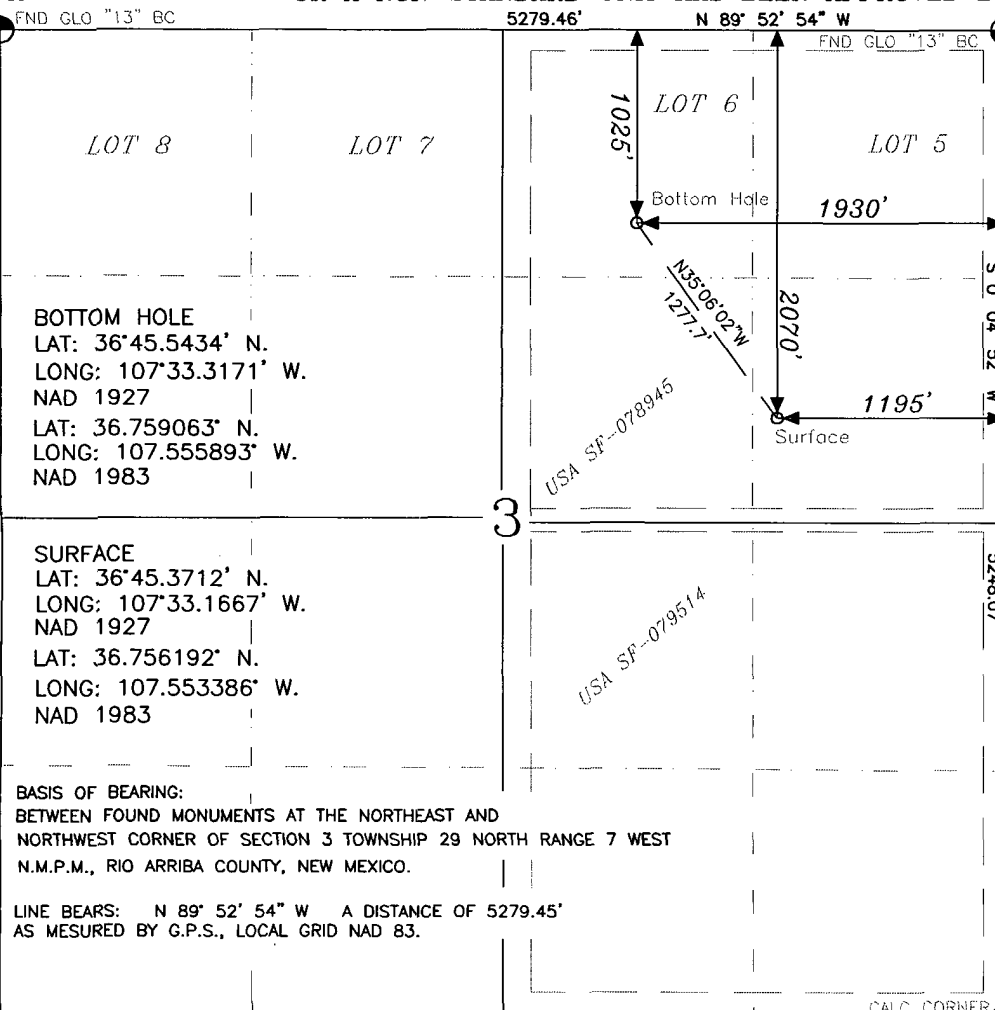 FND GLO "13" BC
5279.46'
N 89° 52' 54" W
FND GLO "13" BC
LOT 8
LOT 7
LOT 6
LOT 5
1025'
Bottom Hole
1930'
N35°06'02"W
1277.7'
2070'
1195'
Surface
USA SF-078945
BOTTOM HOLE
LAT: 36°45.5434' N.
LONG: 107°33.3171' W.
NAD 1927
LAT: 36.759063° N.
LONG: 107.555893° W.
NAD 1983
3
SURFACE
LAT: 36°45.3712' N.
LONG: 107°33.1667' W.
NAD 1927
LAT: 36.756192° N.
LONG: 107.553386° W.
NAD 1983
USA SF-079514
BASIS OF BEARING:
BETWEEN FOUND MONUMENTS AT THE NORTHEAST AND
NORTHWEST CORNER OF SECTION 3 TOWNSHIP 29 NORTH RANGE 7 WEST
N.M.P.M., RIO ARRIBA COUNTY, NEW MEXICO.
LINE BEARS: N 89° 52' 54" W A DISTANCE OF 5279.45'
AS MESURED BY G.P.S., LOCAL GRID NAD 83.
CALC CORNER